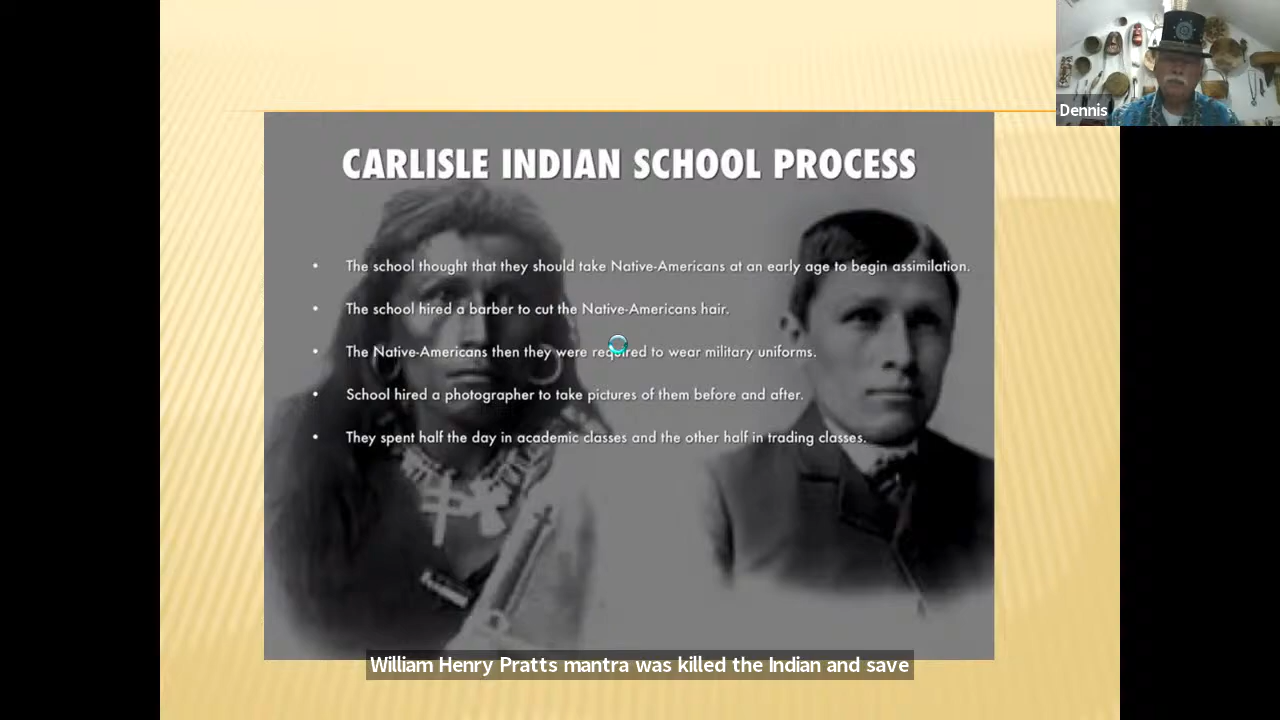 Dennis
CARLISLE INDIAN SCHOOL PROCESS
• The school thought that they should take Native-Americans at an early age to begin assimilation.
• The school hired a barber to cut the Native-Americans hair.
• The Native-Americans then they were required to wear military uniforms.
• School hired a photographer to take pictures of them before and after.
• They spent half the day in academic classes and the other half in trading classes.
William Henry Pratts mantra was killed the Indian and save